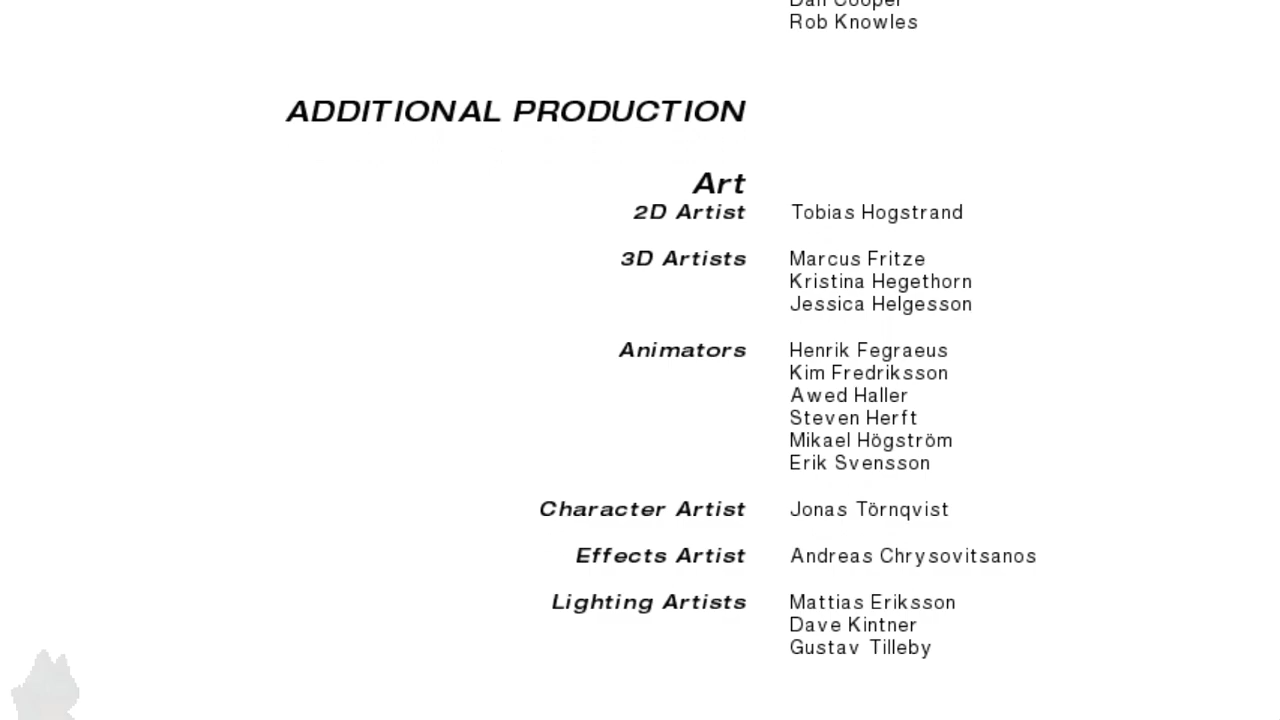 Dan Cooper
Rob Knowles
ADDITIONAL PRODUCTION
Art
2D Artist Tobias Hogstrand
3D Artists Marcus Fritze
Kristina Hegethorn
Jessica Helgesson
Animators Henrik Fegraeus
Kim Fredriksson
Awed Haller
Steven Herft
Mikael Högström
Erik Svensson
Character Artist Jonas Törnqvist
Effects Artist Andreas Chrysovitsanos
Lighting Artists Mattias Eriksson
Dave Kintner
Gustav Tilleby